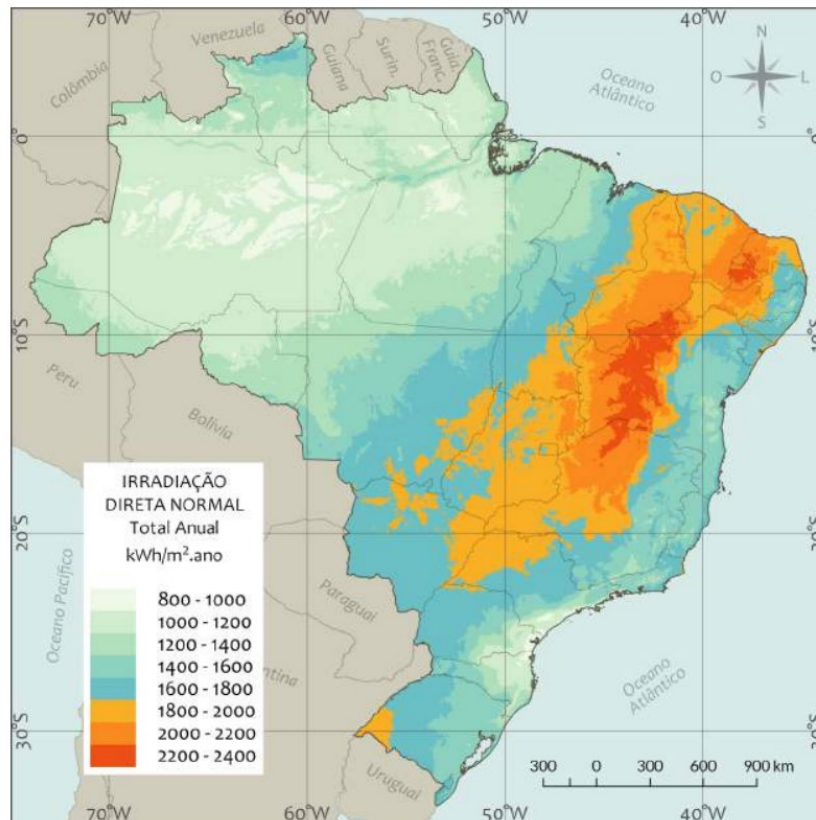 70°W
60°W
50°W
40°W
Venezuela
Colômbia
Guiana
Surin.
Guia.
Franc.
Oceano
Atlântico
N
O
L
S
0°
0°
10°S
10°S
Peru
Bolívia
IRRADIAÇÃO
DIRETA NORMAL
Total Anual
kWh/m².ano
800 - 1000
1000 - 1200
1200 - 1400
1400 - 1600
1600 - 1800
1800 - 2000
2000 - 2200
2200 - 2400
20°S
20°S
Oceano Pacífico
Paraguai
entina
Oceano
Atlântico
30°S
30°S
Uruguai
300 0 300 600 900 km
70°W
60°W
50°W
40°W